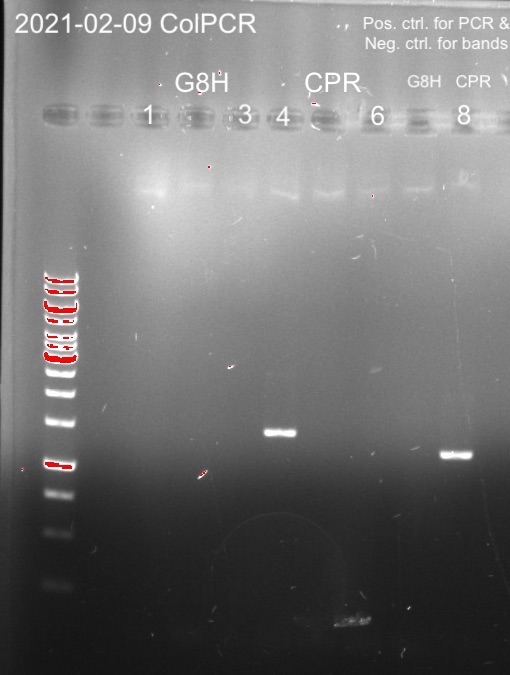 2021-02-09 ColPCR
Pos. ctrl. for PCR &
Neg. ctrl. for bands
G8H CPR G8H CPR
1 3 4 6 8